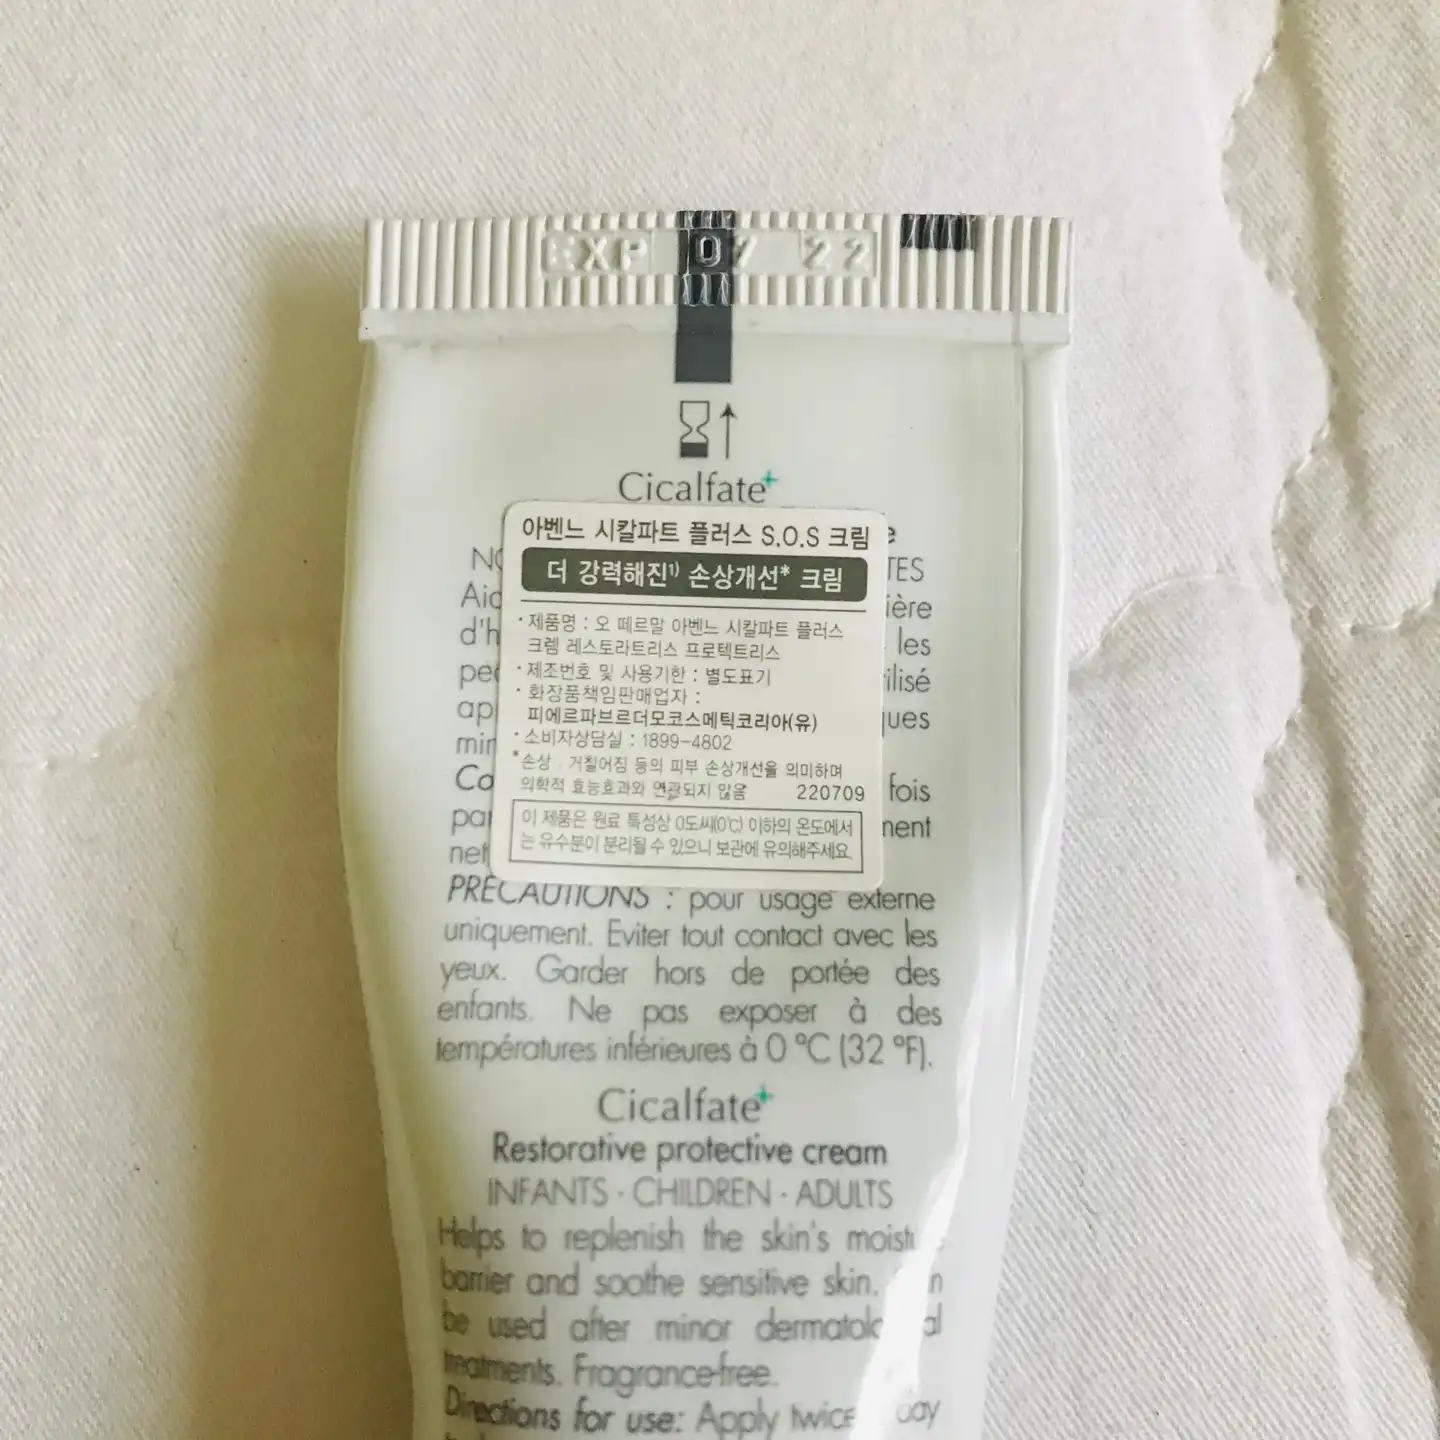 EXP 07 22
Cicalfate+
아벤느 시칼파트 플러스 S.O.S 크림
더 강력해진1) 손상개선* 크림
· 제품명 : 오 떼르말 아벤느 시칼파트 플러스
크렘 레스토라트리스 프로텍트리스
· 제조번호 및 사용기한 : 별도표기
· 화장품책임판매업자 :
피에르파브르더모코스메틱코리아(유)
· 소비자상담실 : 1899-4802
*손상 : 거칠어짐 등의 피부 손상개선을 의미하며
의학적 효능효과와 연관되지 않음 220709
이 제품은 원료 특성상 0도씨(0℃) 이하의 온도에서
는 유수분이 분리될 수 있으니 보관에 유의해주세요.
les
fois
PRÉCAUTIONS : pour usage externe
uniquement. Eviter tout contact avec les
yeux. Garder hors de portée des
enfants. Ne pas exposer à des
températures inférieures à 0 °C (32 °F).
Cicalfate+
Restorative protective cream
INFANTS · CHILDREN · ADULTS
Helps to replenish the skin's
barrier and soothe sensitive skin.
be used after minor
treatments. Fragrance-free.
Directions for use: Apply twice day